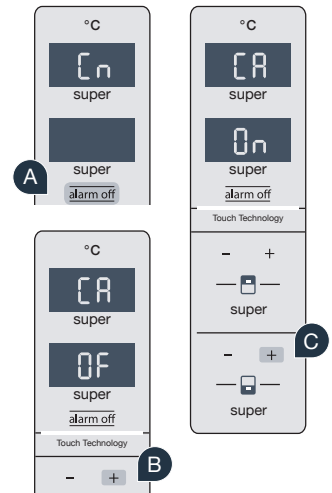 °C
Cn
super
super
A
alarm off
°C
CA
super
OF
super
alarm off
Touch Technology
- +
B
°C
CA
super
On
super
alarm off
Touch Technology
- +
super
- +
C
super